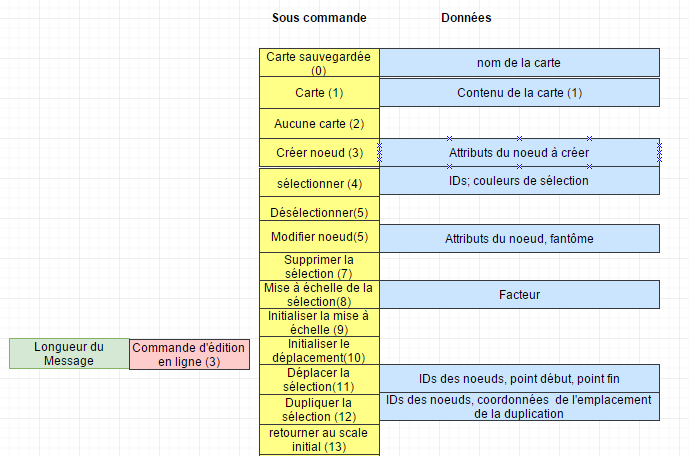 Sous commande Données
Carte sauvegardée
(0)
nom de la carte
Carte (1)
Contenu de la carte (1)
Aucune carte (2)
Créer noeud (3)
Attributs du noeud à créer
sélectionner (4)
IDs; couleurs de sélection
Désélectionner(5)
Modifier noeud(5)
Attributs du noeud, fantôme
Supprimer la
sélection (7)
Mise à échelle de la
sélection(8)
Facteur
Initialiser la mise à
échelle (9)
Longueur du
Message
Commande d'édition
en ligne (3)
Initialiser le
déplacement(10)
Déplacer la
sélection(11)
IDs des noeuds, point début, point fin
Dupliquer la
sélection (12)
IDs des noeuds, coordonnées de l'emplacement
de la duplication
retourner au scale
initial (13)